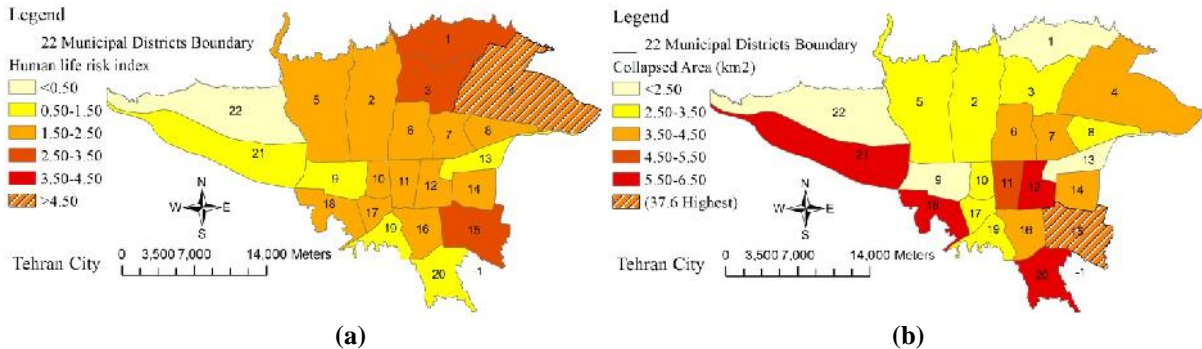 Legend
22 Municipal Districts Boundary
Human life risk index
<0.50
0.50-1.50
1.50-2.50
2.50-3.50
3.50-4.50
>4.50
1
3
22
5
2
6
7
8
21
13
9
10
11
12
14
18
17
19
16
15
20
1
N
W E
S
0 3,500 7,000 14,000 Meters
Tehran City
(a)
Legend
22 Municipal Districts Boundary
Collapsed Area (km2)
<2.50
2.50-3.50
3.50-4.50
4.50-5.50
5.50-6.50
(37.6 Highest)
1
3
4
22
5
2
6
7
8
21
13
9
10
11
12
14
18
17
19
16
15
20
-1
N
W E
S
0 3,500 7,000 14,000 Meters
Tehran City
(b)